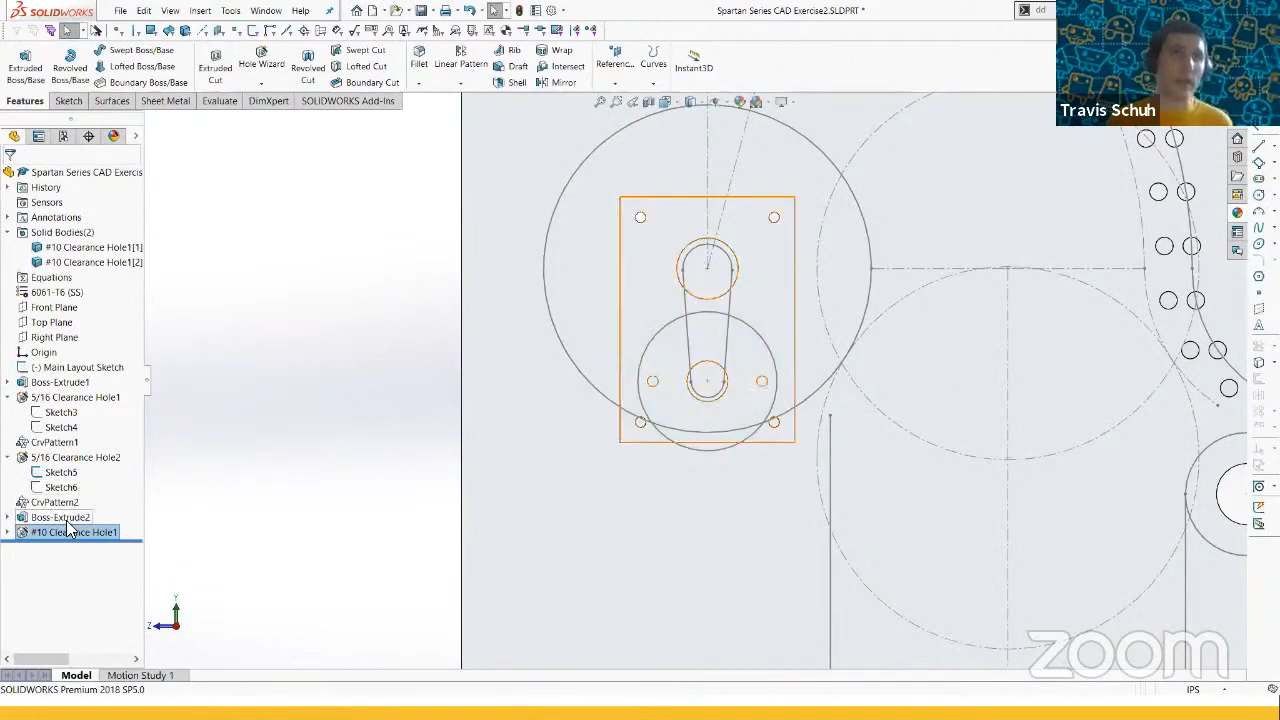 SOLIDWORKS File Edit View Insert Tools Window Help Spartan Series CAD Exercise2.SLDPRT * dd
Extruded Boss/Base Revolved Boss/Base Swept Boss/Base Lofted Boss/Base Boundary Boss/Base Extruded Cut Hole Wizard Revolved Cut Swept Cut Lofted Cut Boundary Cut Fillet Linear Pattern Rib Draft Shell Wrap Intersect Mirror Referenc... Curves Instant3D
Features Sketch Surfaces Sheet Metal Evaluate DimXpert SOLIDWORKS Add-Ins
Travis Schuh
Spartan Series CAD Exercis
History
Sensors
Annotations
Solid Bodies(2)
#10 Clearance Hole1[1]
#10 Clearance Hole1[2]
Equations
6061-T6 (SS)
Front Plane
Top Plane
Right Plane
Origin
(-) Main Layout Sketch
Boss-Extrude1
5/16 Clearance Hole1
Sketch3
Sketch4
CrvPattern1
5/16 Clearance Hole2
Sketch5
Sketch6
CrvPattern2
Boss-Extrude2
#10 Clearance Hole1
Y
Z
zoom
Model Motion Study 1
SOLIDWORKS Premium 2018 SP5.0 IPS